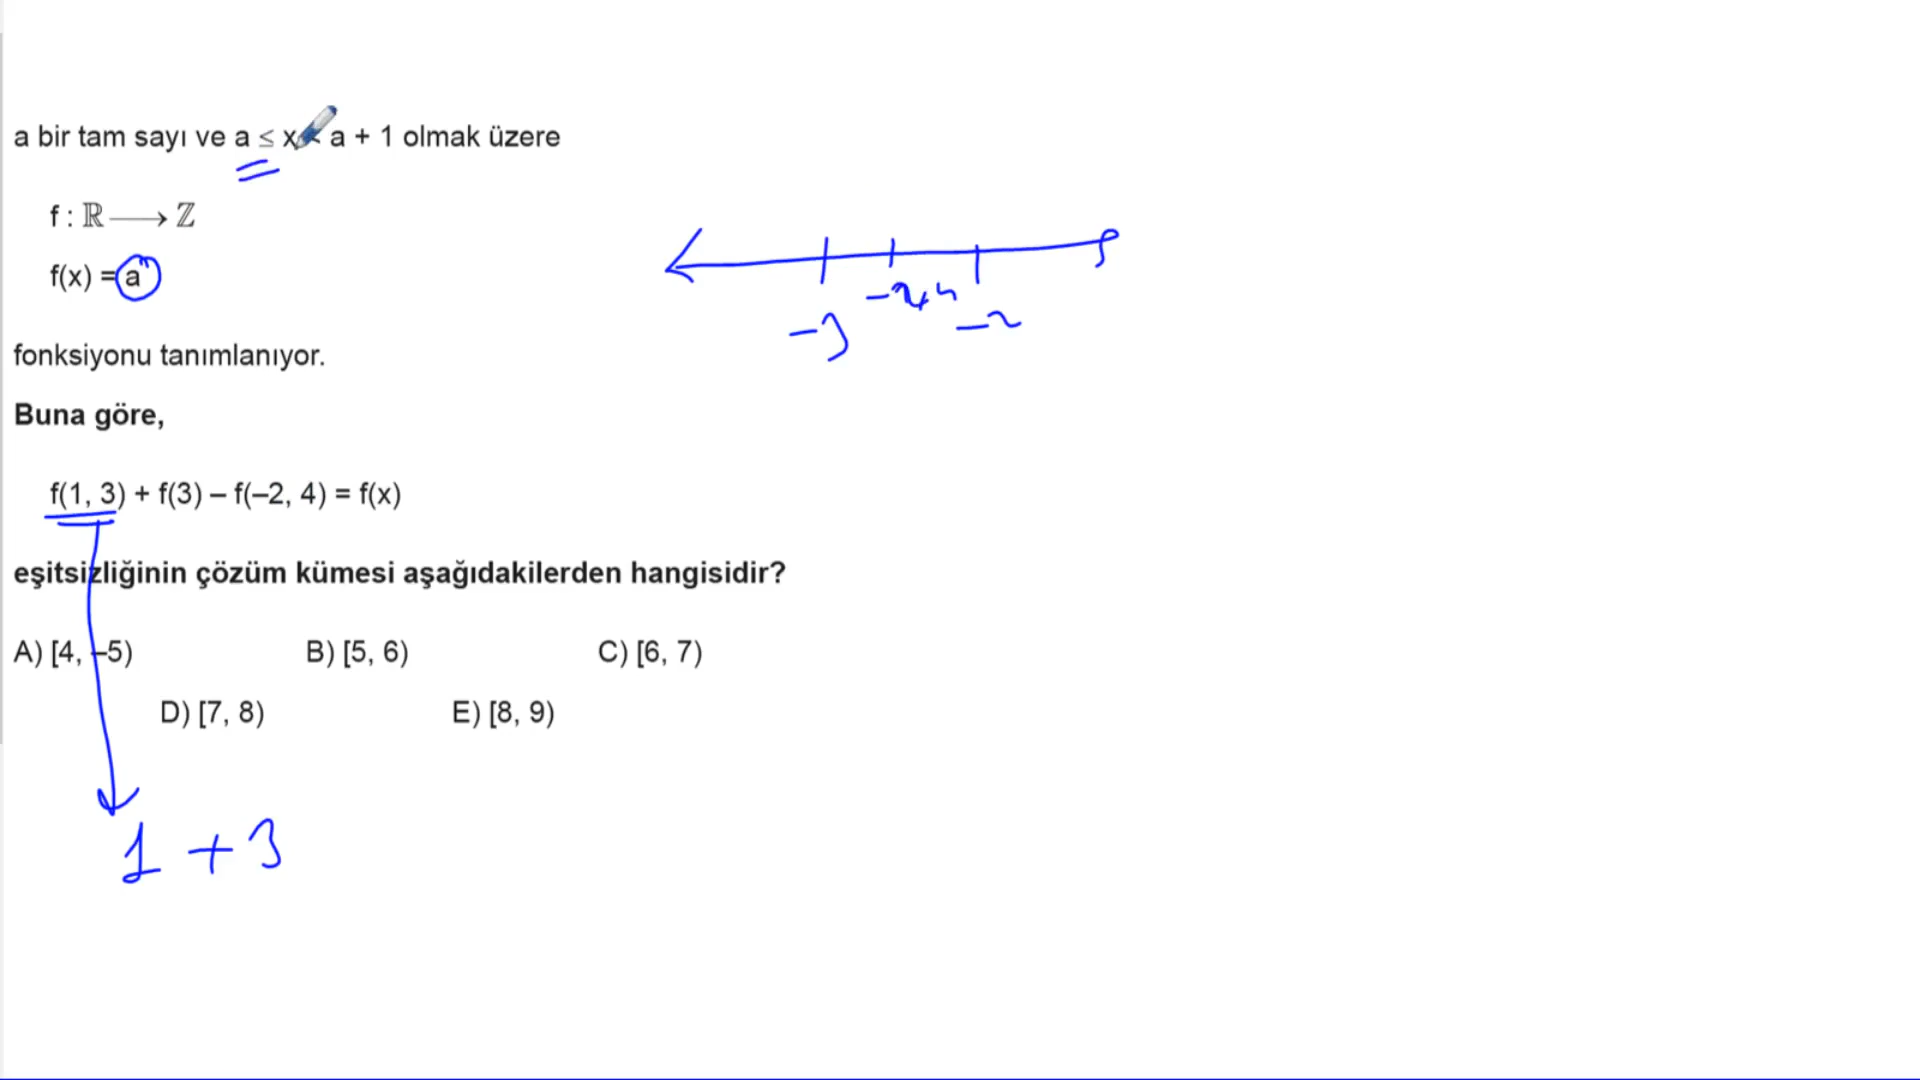 a bir tam sayı ve a ≤ x < a + 1 olmak üzere
f : ℝ ⟶ ℤ
f(x) = a
fonksiyonu tanımlanıyor.
-3 -2,4 -2
Buna göre,
f(1, 3) + f(3) – f(–2, 4) = f(x)
eşitsizliğinin çözüm kümesi aşağıdakilerden hangisidir?
A) [4, –5) B) [5, 6) C) [6, 7)
D) [7, 8) E) [8, 9)
1 + 3